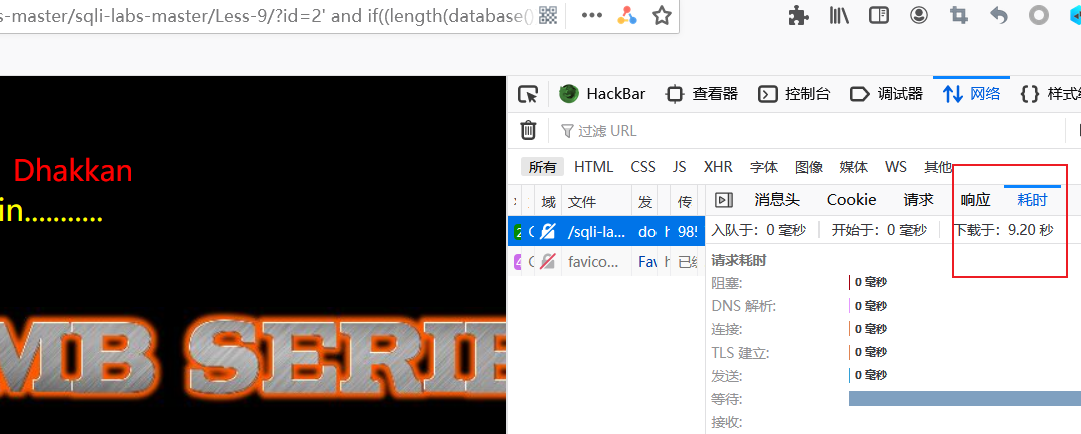 s-master/sqli-labs-master/Less-9/?id=2' and if((length(database()
HackBar 查看器 控制台 调试器 网络 样式编
过滤 URL
所有 HTML CSS JS XHR 字体 图像 媒体 WS 其他
域 文件 发 传 消息头 Cookie 请求 响应 耗时
/sqli-la... do h 985
入队于: 0 毫秒 开始于: 0 毫秒 下载于: 9.20 秒
favico... Fav h 已缓
请求耗时
阻塞: 0 毫秒
DNS 解析: 0 毫秒
连接: 0 毫秒
TLS 建立: 0 毫秒
发送: 0 毫秒
等待:
接收:
Dhakkan
in...........
MB SERIE